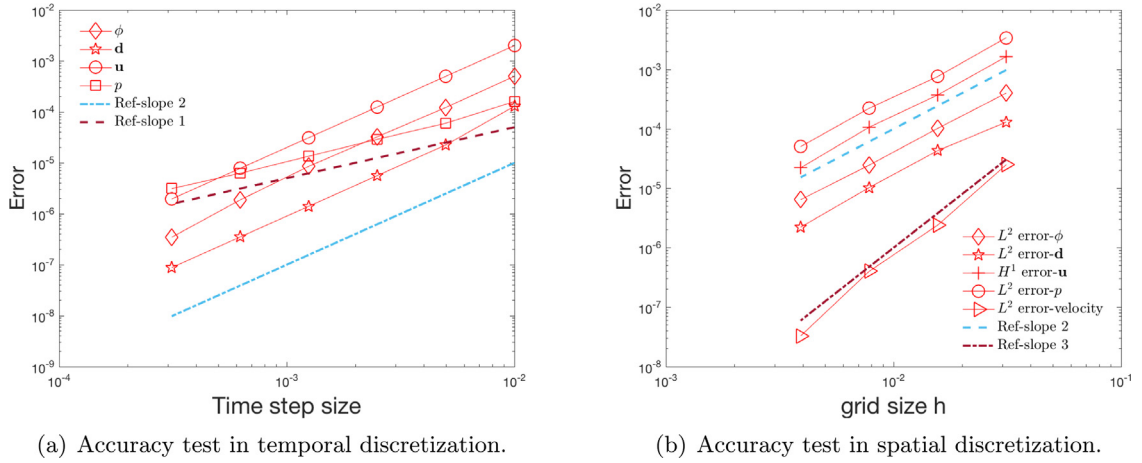 10^-2
10^-3
10^-4
10^-5
10^-6
10^-7
10^-8
10^-9
Error
ϕ
d
u
p
Ref-slope 2
Ref-slope 1
10^-4
10^-3
10^-2
Time step size
(a) Accuracy test in temporal discretization.
10^-2
10^-3
10^-4
10^-5
10^-6
10^-7
10^-8
Error
L^2 error-ϕ
L^2 error-d
H^1 error-u
L^2 error-p
L^2 error-velocity
Ref-slope 2
Ref-slope 3
10^-3
10^-2
10^-1
grid size h
(b) Accuracy test in spatial discretization.